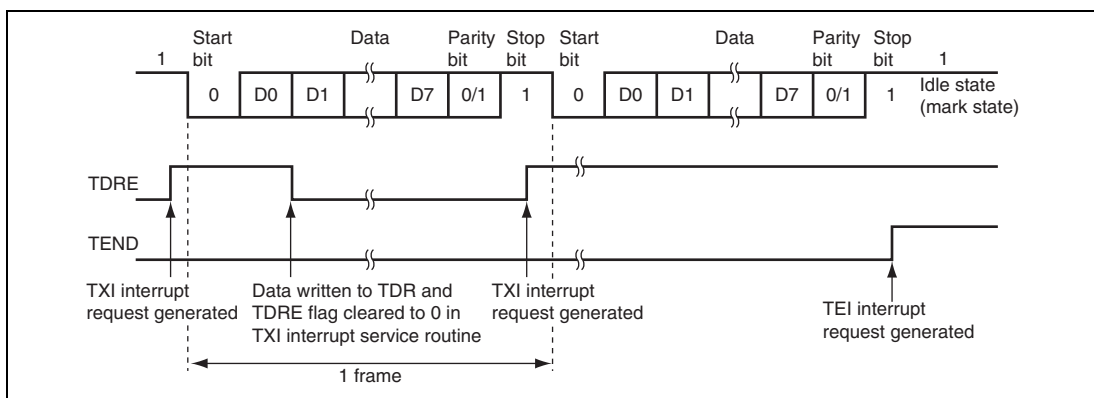 Start Data Parity Stop Start Data Parity Stop
1 bit bit bit bit bit bit 1
0 D0 D1 D7 0/1 1 0 D0 D1 D7 0/1 1 Idle state
(mark state)
TDRE
TEND
TXI interrupt
request generated
Data written to TDR and
TDRE flag cleared to 0 in
TXI interrupt service routine
TXI interrupt
request generated
TEI interrupt
request generated
1 frame